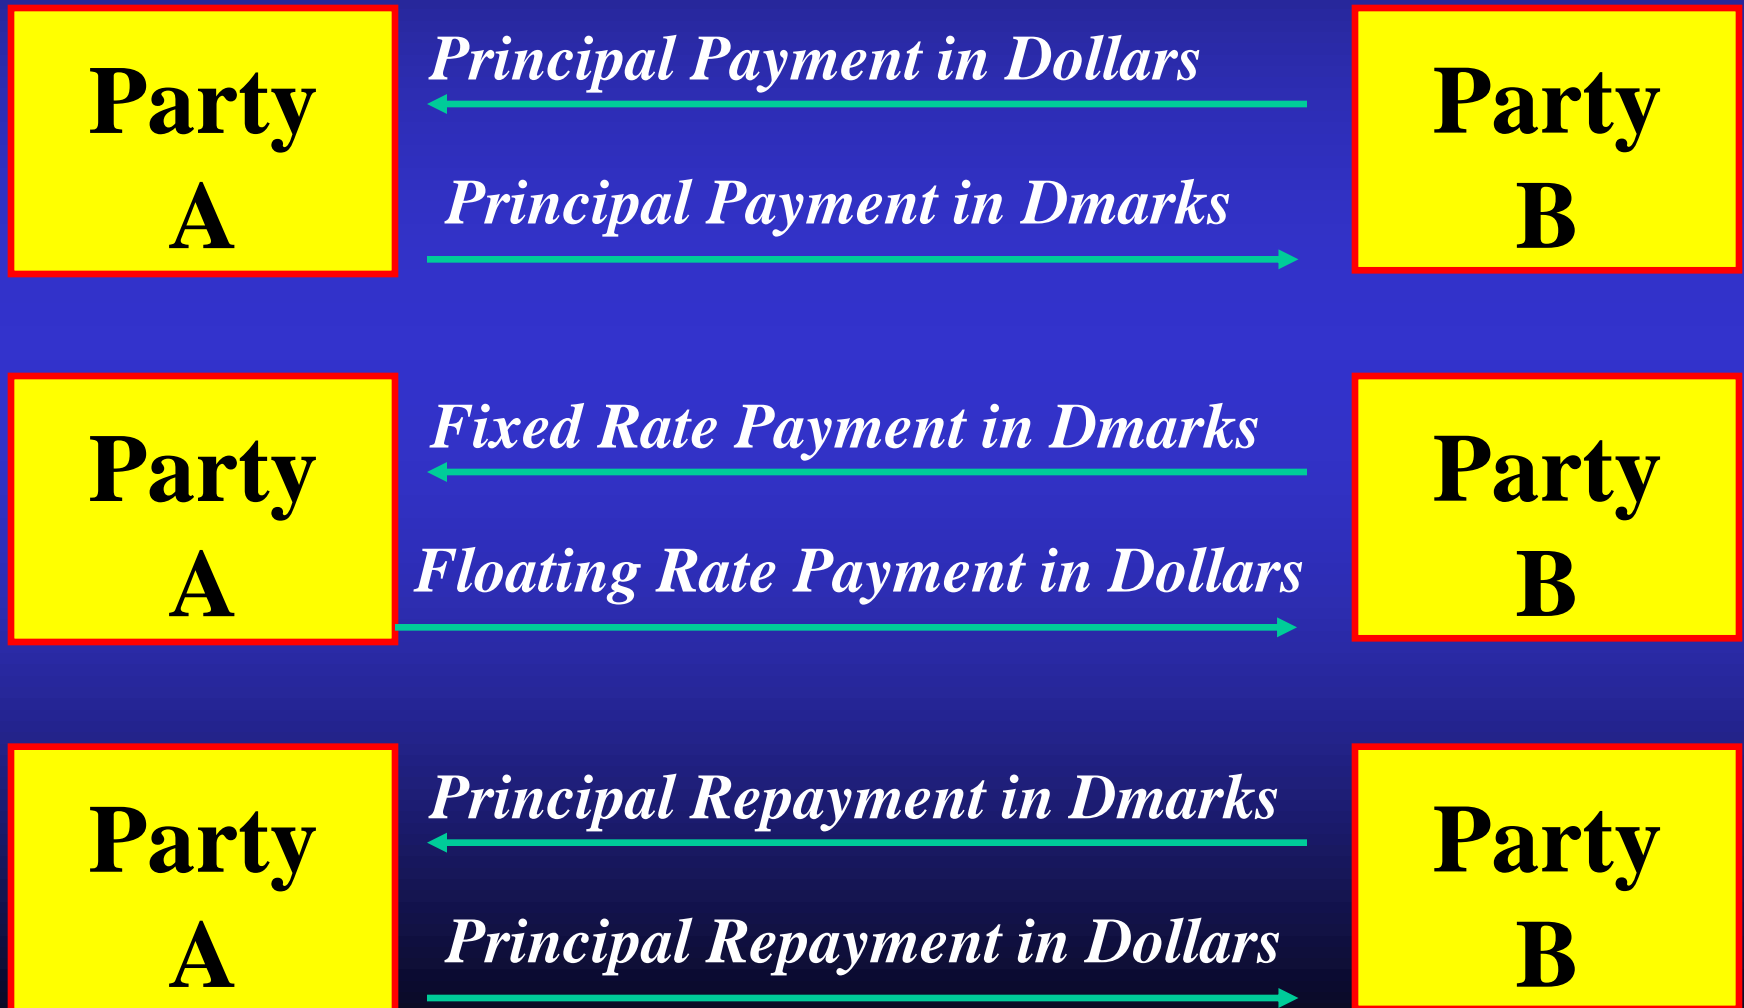 Party
A
Principal Payment in Dollars
Principal Payment in Dmarks
Party
B
Party
A
Fixed Rate Payment in Dmarks
Floating Rate Payment in Dollars
Party
B
Party
A
Principal Repayment in Dmarks
Principal Repayment in Dollars
Party
B